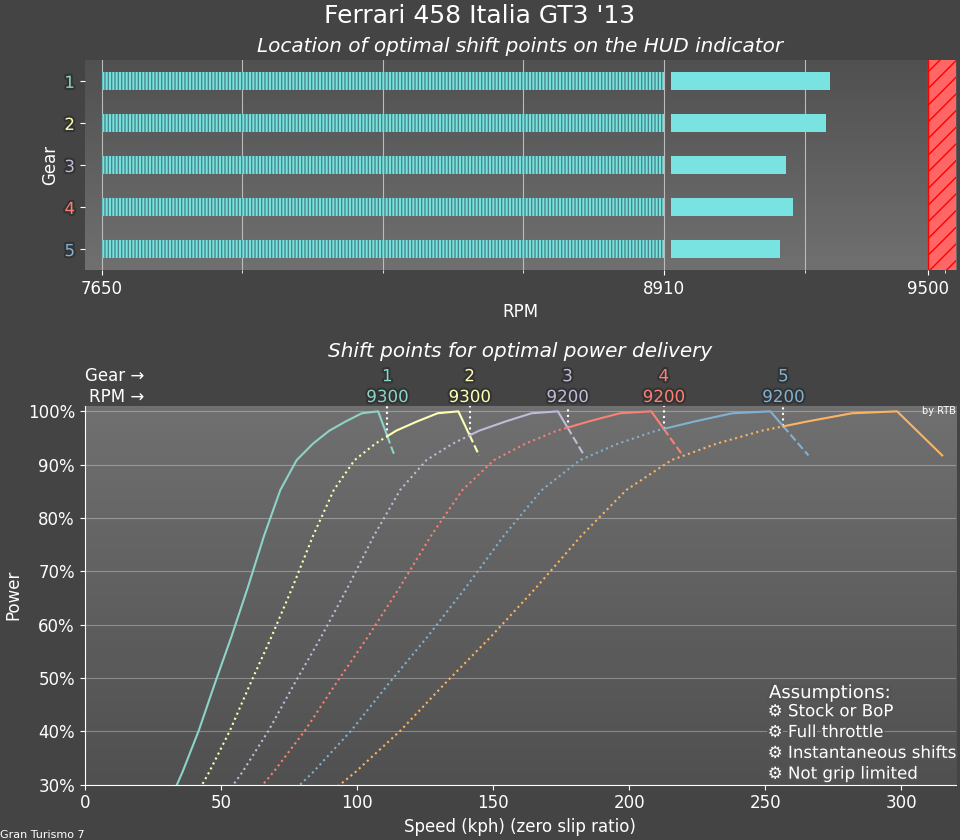 Ferrari 458 Italia GT3 '13
Location of optimal shift points on the HUD indicator
Gear
1
2
3
4
5
7650 8910 9500
RPM
Shift points for optimal power delivery
Gear → 1 2 3 4 5
RPM → 9300 9300 9200 9200 9200
by RTB
Power
100%
90%
80%
70%
60%
50%
40%
30%
Assumptions:
⚙ Stock or BoP
⚙ Full throttle
⚙ Instantaneous shifts
⚙ Not grip limited
0 50 100 150 200 250 300
Speed (kph) (zero slip ratio)
Gran Turismo 7